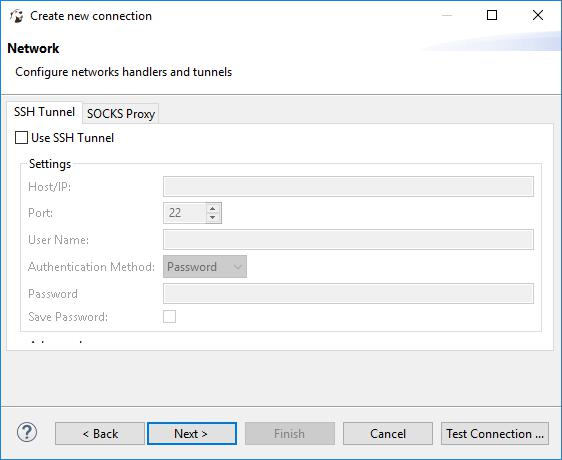 Create new connection
Network
Configure networks handlers and tunnels
SSH Tunnel SOCKS Proxy
Use SSH Tunnel
Settings
Host/IP:
Port: 22
User Name:
Authentication Method: Password
Password
Save Password:
? < Back Next > Finish Cancel Test Connection ...